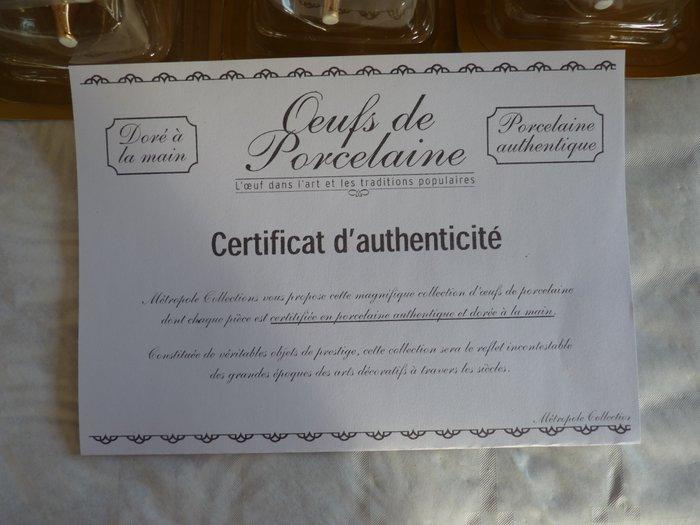 Doré à
la main
Œufs de
Porcelaine
L'œuf dans l'art et les traditions populaires
Porcelaine
authentique
Certificat d'authenticité
Métropole Collections vous propose cette magnifique collection d'œufs de porcelaine
dont chaque pièce est certifiée en porcelaine authentique et dorée à la main.
Constituée de véritables objets de prestige, cette collection sera le reflet incontestable
des grandes époques des arts décoratifs à travers les siècles.
Métropole Collection